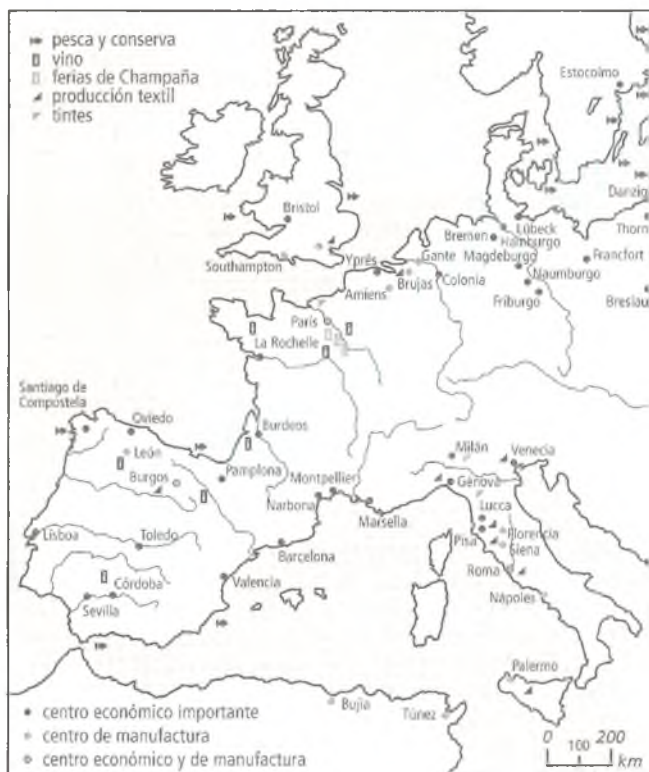 pesca y conserva
vino
ferias de Champaña
producción textil
tintes
Estocolmo
Danzig
Bristol
Lübeck
Thorn
Bremen
Hamburgo
Southampton
Yprés
Gante
Magdeburgo
Francfort
Amiens
Brujas
Colonia
Naumburgo
Friburgo
Breslau
París
La Rochelle
Santiago de
Compostela
Oviedo
Burdeos
León
Milán
Venecia
Burgos
Pamplona
Montpellier
Génova
Narbona
Lucca
Marsella
Lisboa
Toledo
Pisa
Florencia
Barcelona
Siena
Córdoba
Valencia
Roma
Sevilla
Nápoles
Palermo
centro económico importante
Bujía
Túnez
centro de manufactura
0 100 200
centro económico y de manufactura
km